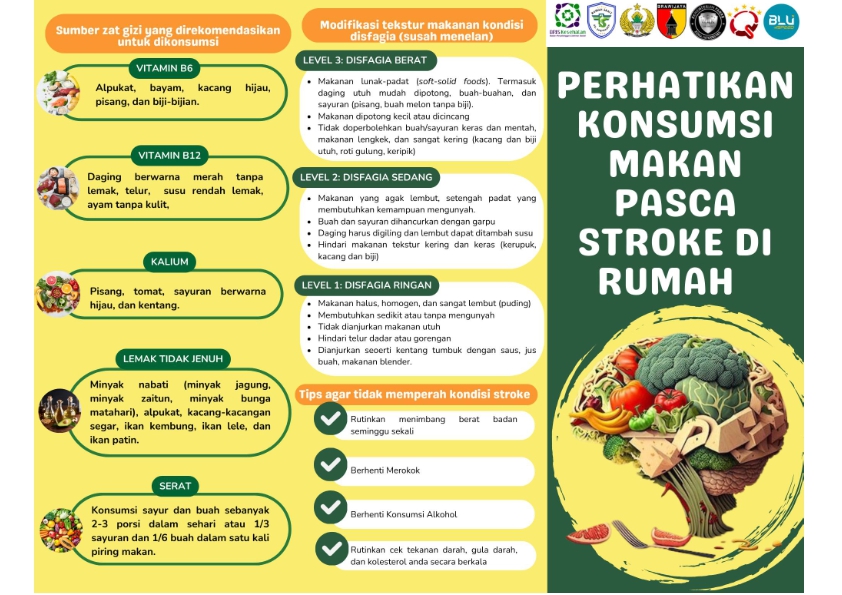 Sumber zat gizi yang direkomendasikan
untuk dikonsumsi
VITAMIN B6
Alpukat, bayam, kacang hijau,
pisang, dan biji-bijian.
VITAMIN B12
Daging berwarna merah tanpa
lemak, telur, susu rendah lemak,
ayam tanpa kulit,
KALIUM
Pisang, tomat, sayuran berwarna
hijau, dan kentang.
LEMAK TIDAK JENUH
Minyak nabati (minyak jagung,
minyak zaitun, minyak bunga
matahari), alpukat, kacang-kacangan
segar, ikan kembung, ikan lele, dan
ikan patin.
SERAT
Konsumsi sayur dan buah sebanyak
2-3 porsi dalam sehari atau 1/3
sayuran dan 1/6 buah dalam satu kali
piring makan.
Modifikasi tekstur makanan kondisi
disfagia (susah menelan)
LEVEL 3: DISFAGIA BERAT
• Makanan lunak-padat (soft-solid foods). Termasuk
daging utuh mudah dipotong, buah-buahan, dan
sayuran (pisang, buah melon tanpa biji).
• Makanan dipotong kecil atau dicincang
• Tidak doperbolehkan buah/sayuran keras dan mentah,
makanan lengkek, dan sangat kering (kacang dan biji
utuh, roti gulung, keripik)
LEVEL 2: DISFAGIA SEDANG
• Makanan yang agak lembut, setengah padat yang
membutuhkan kemampuan mengunyah.
• Buah dan sayuran dihancurkan dengan garpu
• Daging harus digiling dan lembut dapat ditambah susu
• Hindari makanan tekstur kering dan keras (kerupuk,
kacang dan biji)
LEVEL 1: DISFAGIA RINGAN
• Makanan halus, homogen, dan sangat lembut (puding)
• Membutuhkan sedikit atau tanpa mengunyah
• Tidak dianjurkan makanan utuh
• Hindari telur dadar atau gorengan
• Dianjurkan seoerti kentang tumbuk dengan saus, jus
buah, makanan blender.
Tips agar tidak memperah kondisi stroke
Rutinkan menimbang berat badan
seminggu sekali
Berhenti Merokok
Berhenti Konsumsi Alkohol
Rutinkan cek tekanan darah, gula darah,
dan kolesterol anda secara berkala
BRAWIJAYA
BLU
PERHATIKAN
KONSUMSI
MAKAN
PASCA
STROKE DI
RUMAH